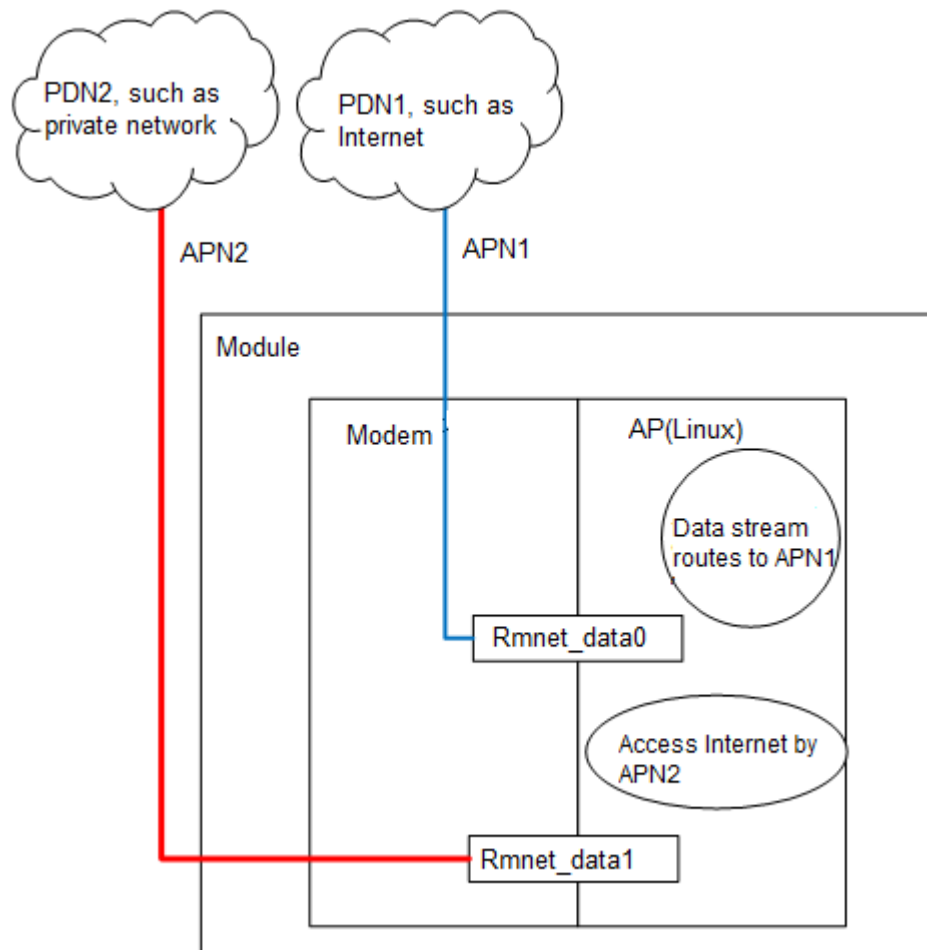 PDN2, such as
private network
PDN1, such as
Internet
APN2
APN1
Module
Modem
AP(Linux)
Data stream
routes to APN1
Rmnet_data0
Access Internet by
APN2
Rmnet_data1